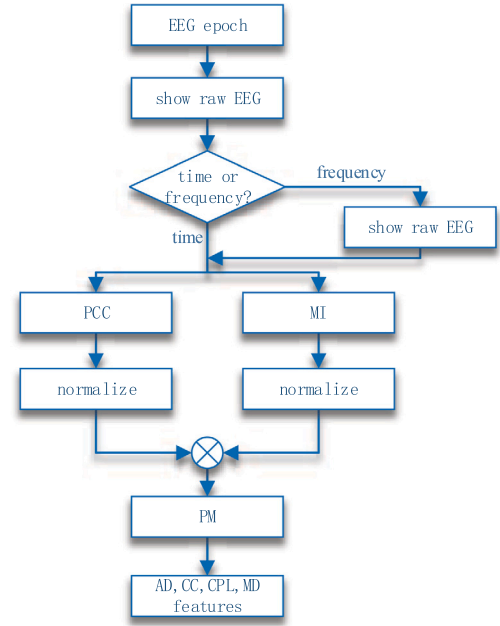 EEG epoch
show raw EEG
time or
frequency?
frequency
show raw EEG
time
PCC
MI
normalize
normalize
PM
AD,CC,CPL,MD
features